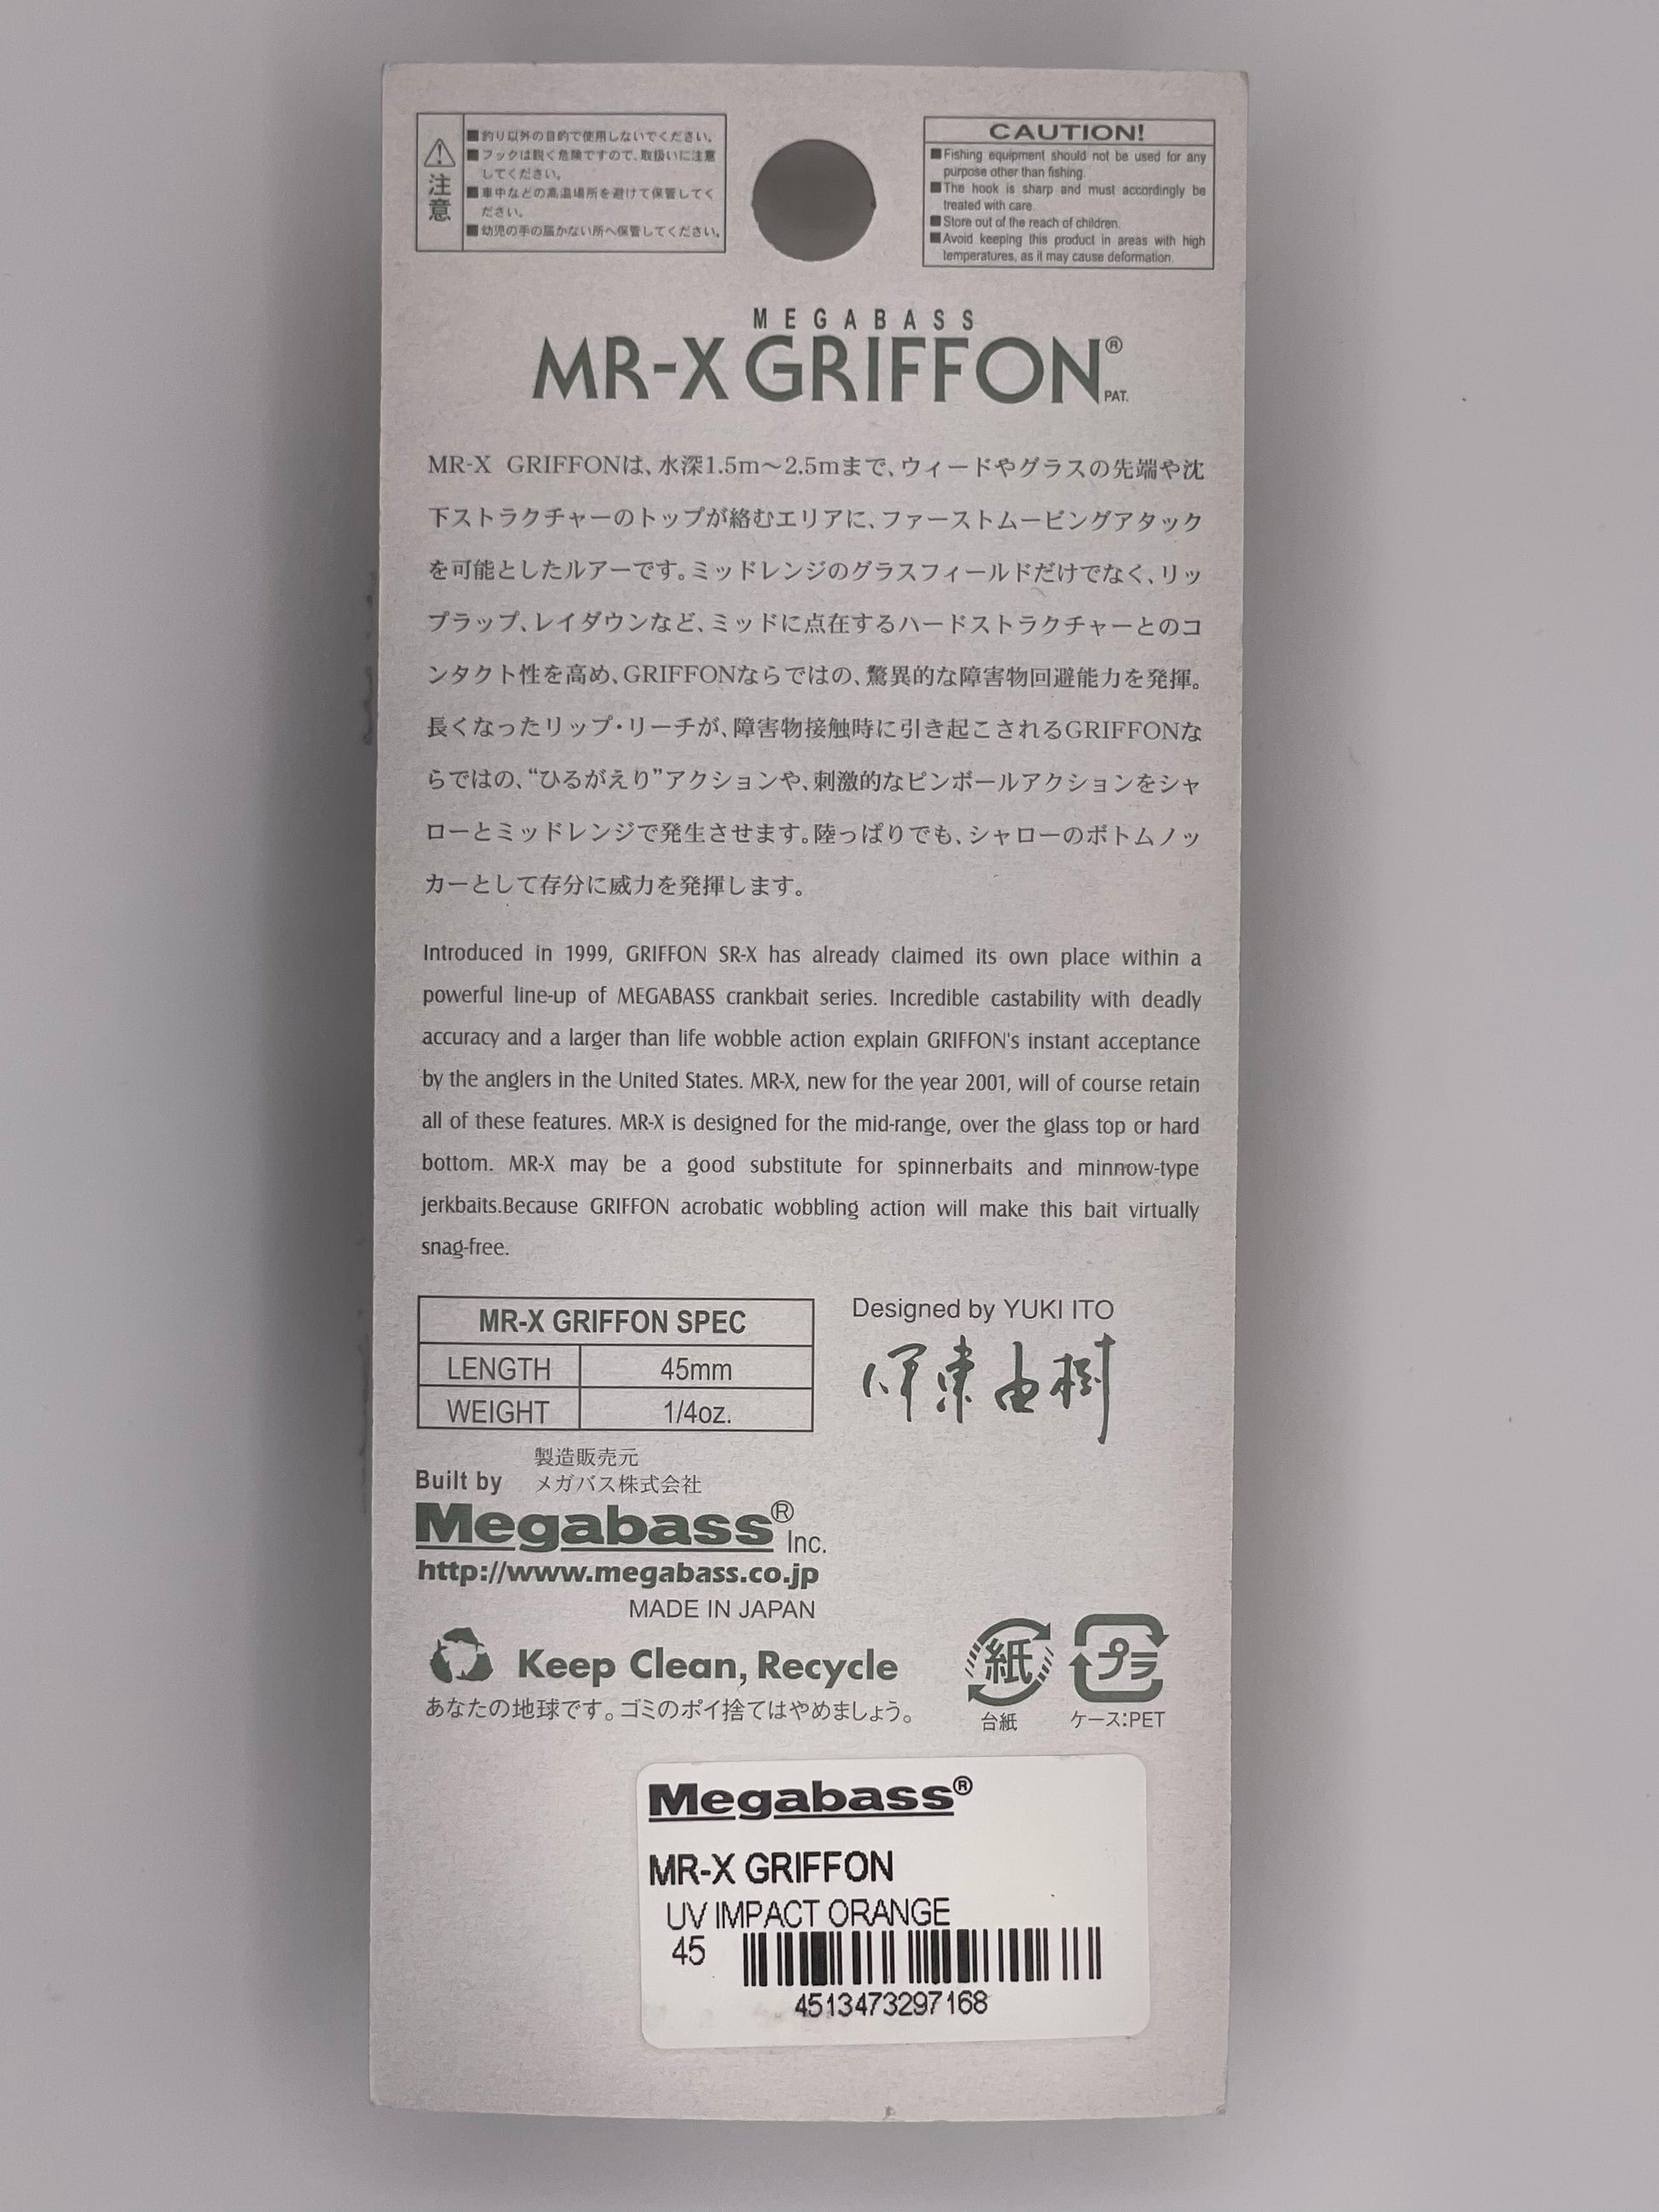 注意
■釣り以外の目的で使用しないでください。
■フックは鋭く危険ですので、取扱いに注意
してください。
■車中などの高温場所を避けて保管してく
ださい。
■幼児の手の届かない所へ保管してください。
CAUTION!
■Fishing equipment should not be used for any
purpose other than fishing.
■The hook is sharp and must accordingly be
treated with care.
■Store out of the reach of children.
■Avoid keeping this product in areas with high
temperatures, as it may cause deformation.
MEGABASS
MR-X GRIFFON® PAT.
MR-X GRIFFONは、水深1.5m～2.5mまで、ウィードやグラスの先端や沈
下ストラクチャーのトップが絡むエリアに、ファーストムービングアタック
を可能としたルアーです。ミッドレンジのグラスフィールドだけでなく、リッ
プラップ、レイダウンなど、ミッドに点在するハードストラクチャーとのコ
ンタクト性を高め、GRIFFONならではの、驚異的な障害物回避能力を発揮。
長くなったリップ・リーチが、障害物接触時に引き起こされるGRIFFONな
らではの、“ひるがえり”アクションや、刺激的なピンボールアクションをシャ
ローとミッドレンジで発生させます。陸っぱりでも、シャローのボトムノッ
カーとして存分に威力を発揮します。
Introduced in 1999, GRIFFON SR-X has already claimed its own place within a
powerful line-up of MEGABASS crankbait series. Incredible castability with deadly
accuracy and a larger than life wobble action explain GRIFFON's instant acceptance
by the anglers in the United States. MR-X, new for the year 2001, will of course retain
all of these features. MR-X is designed for the mid-range, over the glass top or hard
bottom. MR-X may be a good substitute for spinnerbaits and minnow-type
jerkbaits.Because GRIFFON acrobatic wobbling action will make this bait virtually
snag-free.
MR-X GRIFFON SPEC
LENGTH 45mm
WEIGHT 1/4oz.
Designed by YUKI ITO
伊東由樹
製造販売元
Built by メガバス株式会社
Megabass® Inc.
http://www.megabass.co.jp
MADE IN JAPAN
Keep Clean, Recycle
あなたの地球です。ゴミのポイ捨てはやめましょう。
紙
台紙
プラ
ケース:PET
Megabass®
MR-X GRIFFON
UV IMPACT ORANGE
45
4513473297168